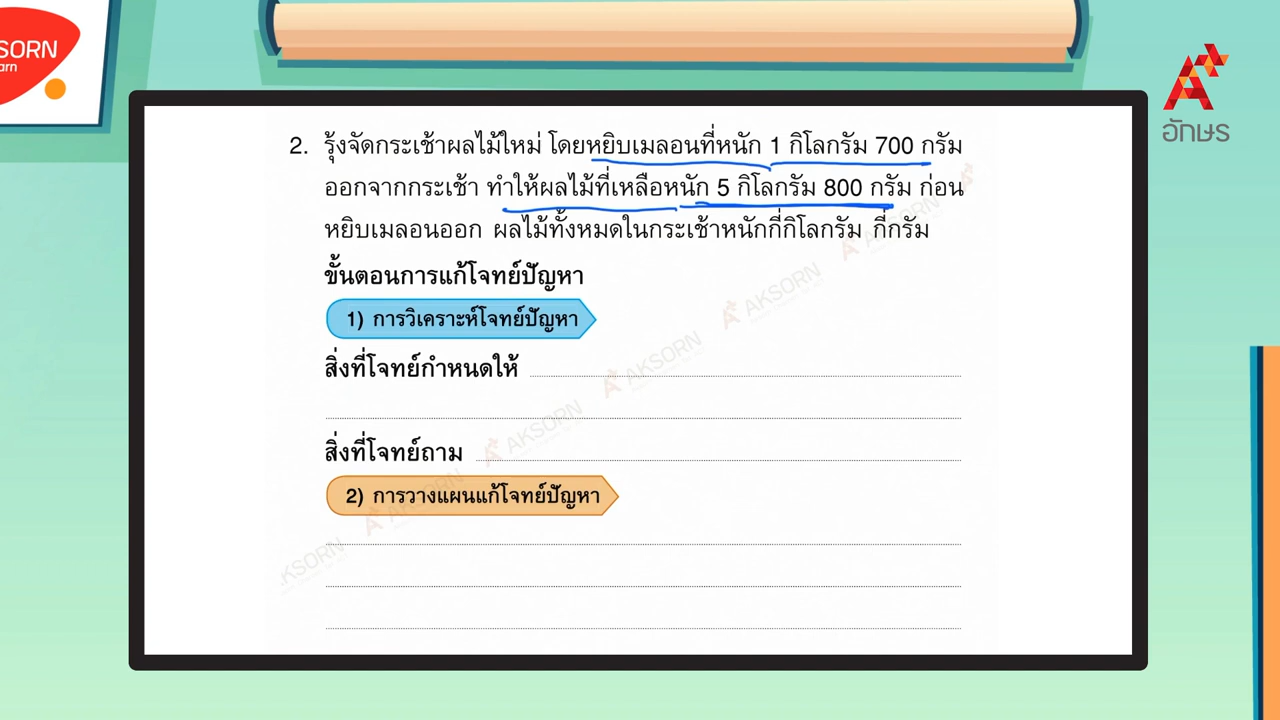 SORN
arn
อักษร
2. รุ้งจัดกระเช้าผลไม้ใหม่ โดยหยิบเมลอนที่หนัก 1 กิโลกรัม 700 กรัม
ออกจากกระเช้า ทำให้ผลไม้ที่เหลือหนัก 5 กิโลกรัม 800 กรัม ก่อน
หยิบเมลอนออก ผลไม้ทั้งหมดในกระเช้าหนักกี่กิโลกรัม กี่กรัม
ขั้นตอนการแก้โจทย์ปัญหา
1) การวิเคราะห์โจทย์ปัญหา
สิ่งที่โจทย์กำหนดให้
สิ่งที่โจทย์ถาม
2) การวางแผนแก้โจทย์ปัญหา
AKSORN
AKSORN
AKSORN
AKSORN
AKSORN
KSORN